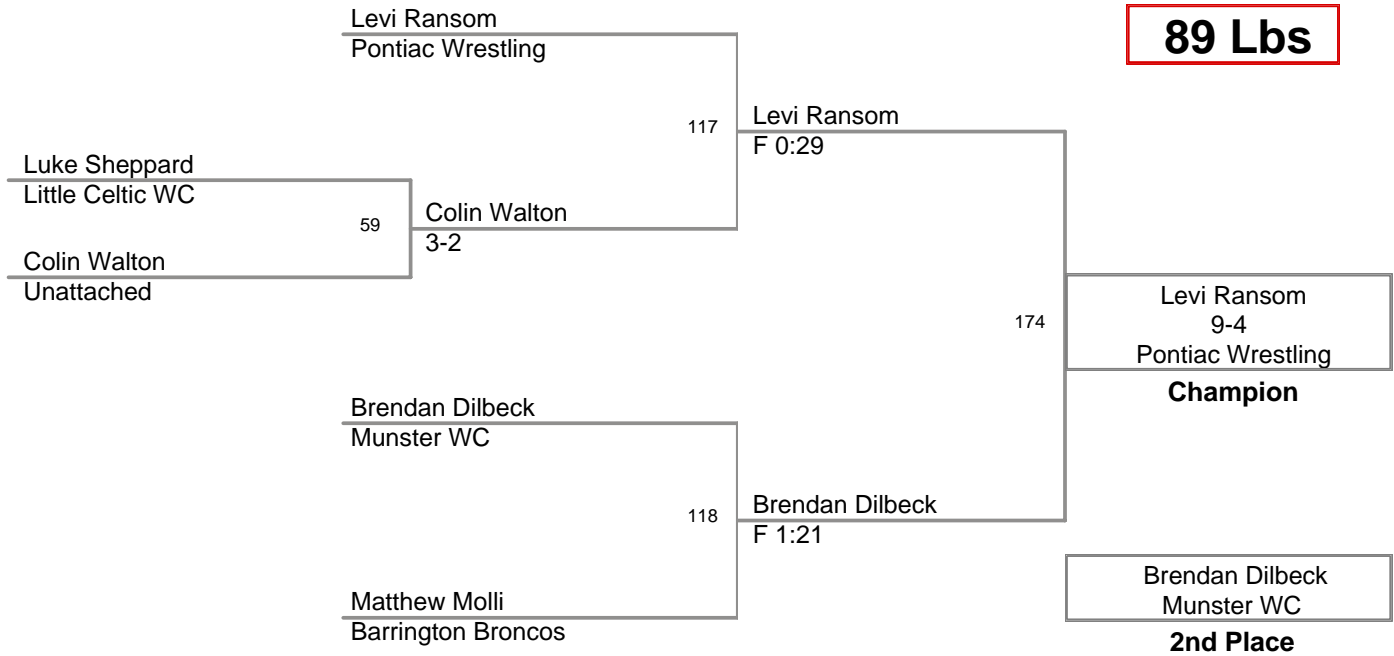 Levi Ransom
Pontiac Wrestling
89 Lbs
117
Levi Ransom
F 0:29
Luke Sheppard
Little Celtic WC
59
Colin Walton
3-2
Colin Walton
Unattached
174
Levi Ransom
9-4
Pontiac Wrestling
Champion
Brendan Dilbeck
Munster WC
118
Brendan Dilbeck
F 1:21
Matthew Molli
Barrington Broncos
Brendan Dilbeck
Munster WC
2nd Place